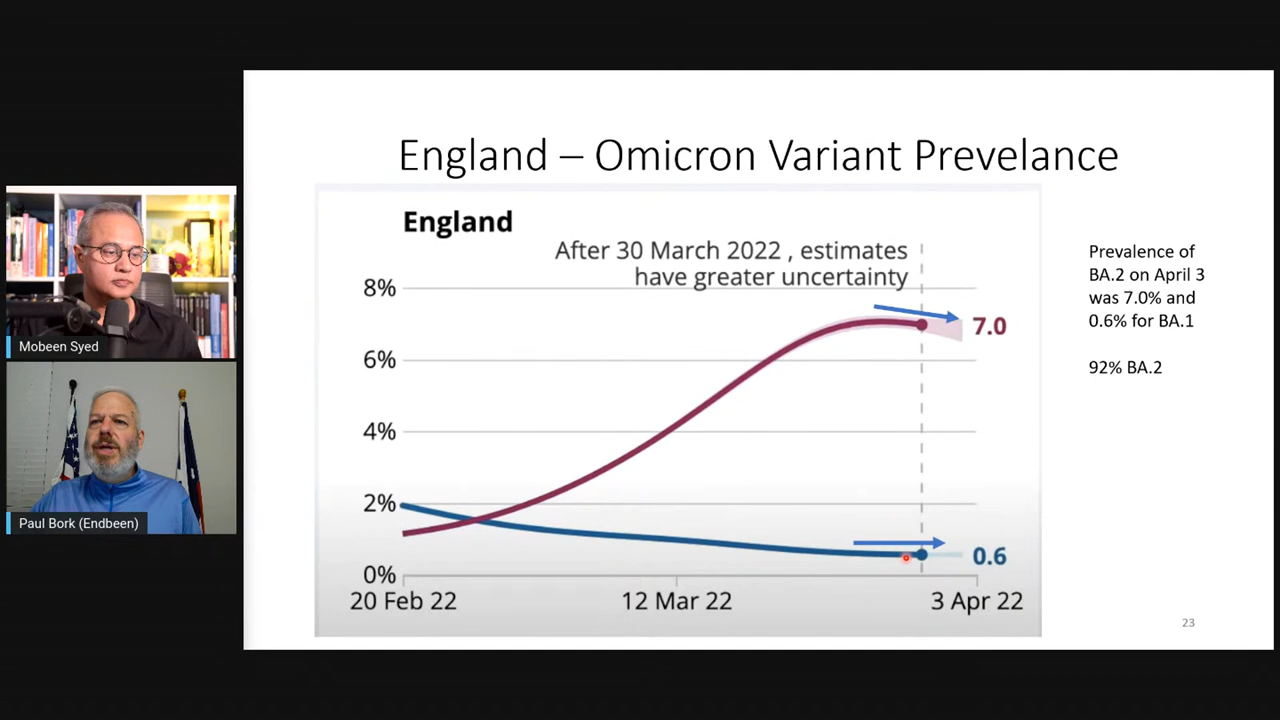 England – Omicron Variant Prevelance
England
After 30 March 2022 , estimates
have greater uncertainty
8%
6%
4%
2%
0%
20 Feb 22
12 Mar 22
3 Apr 22
7.0
0.6
Prevalence of
BA.2 on April 3
was 7.0% and
0.6% for BA.1
92% BA.2
23
Mobeen Syed
Paul Bork (Endbeen)